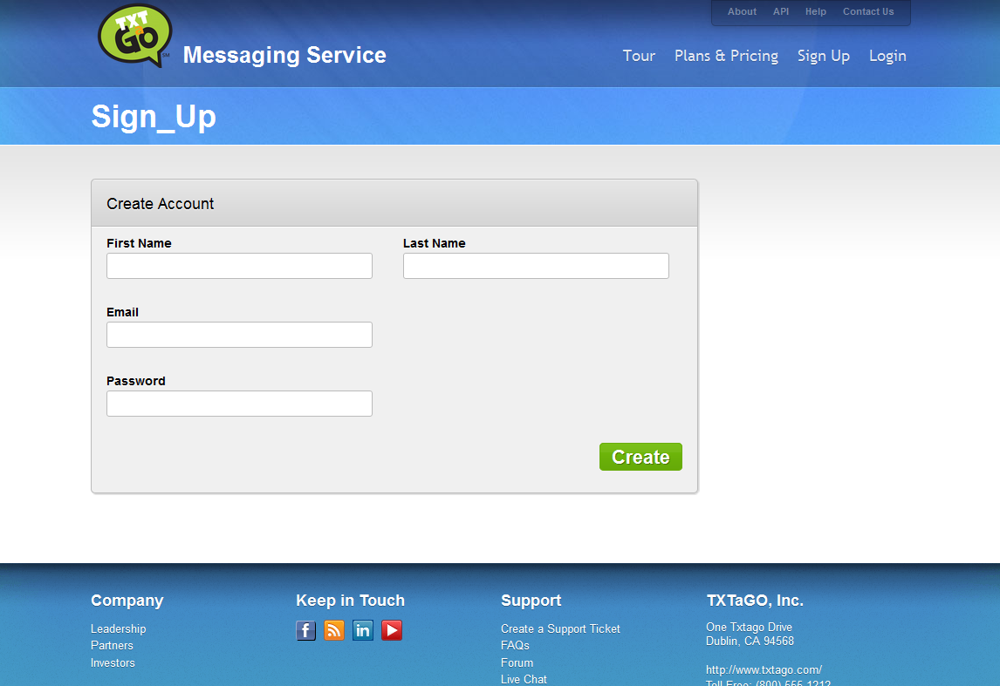 About API Help Contact Us
TXT
GO SM
Messaging Service
Tour Plans & Pricing Sign Up Login
Sign_Up
Create Account
First Name Last Name
Email
Password
Create
Company Keep in Touch Support TXTaGO, Inc.
Leadership Create a Support Ticket One Txtago Drive
Partners FAQs Dublin, CA 94568
Investors Forum http://www.txtago.com/
Live Chat Toll Free: (800) 555-1212